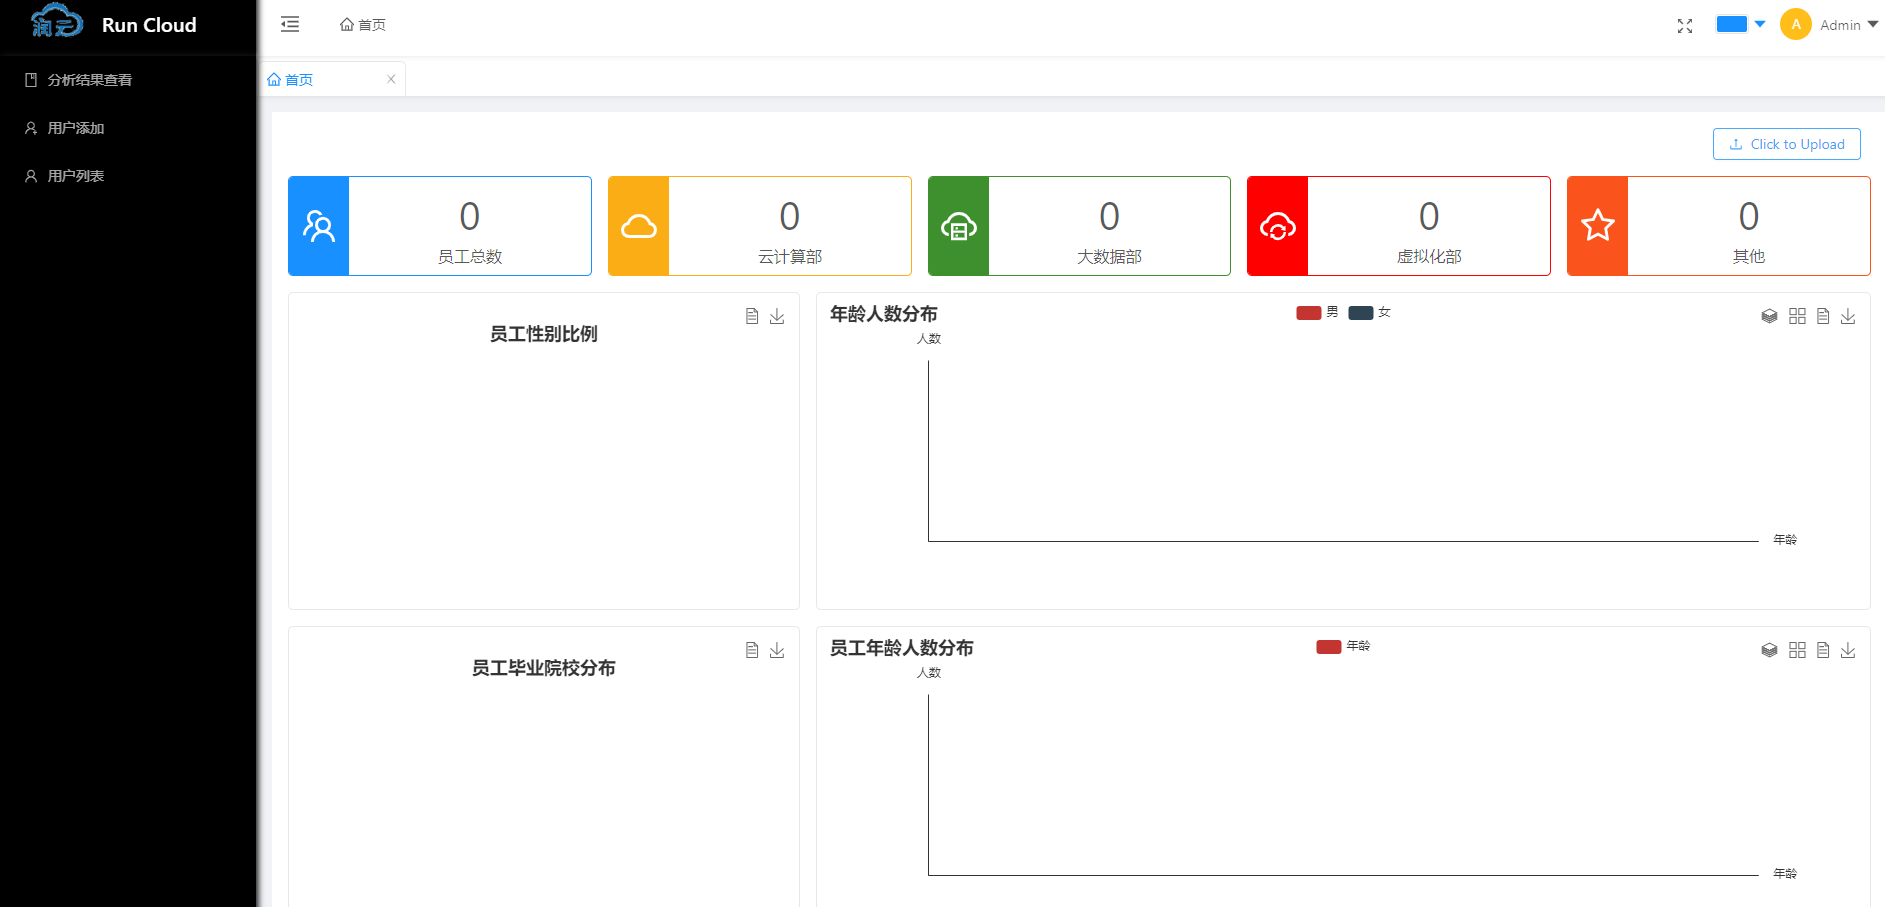 润云 Run Cloud
分析结果查看
用户添加
用户列表
首页
A Admin
首页
Click to Upload
0
员工总数
0
云计算部
0
大数据部
0
虚拟化部
0
其他
员工性别比例
年龄人数分布
男 女
人数
年龄
员工毕业院校分布
员工年龄人数分布
年龄
人数
年龄